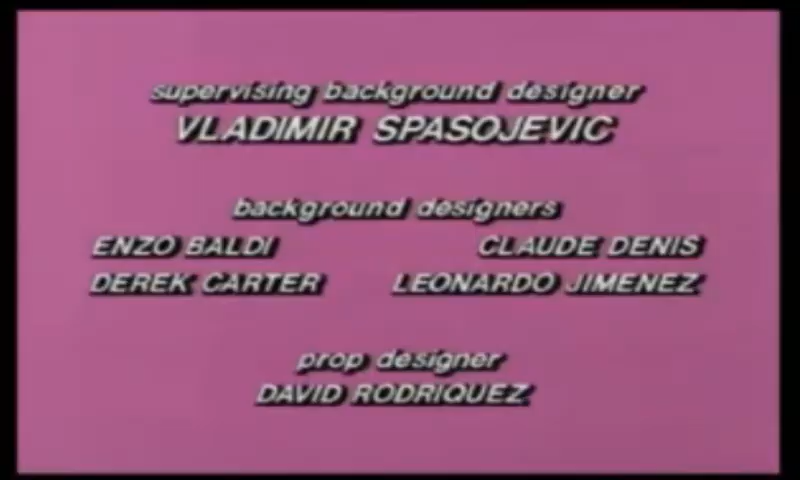 supervising background designer
VLADIMIR SPASOJEVIC
background designers
ENZO BALDI CLAUDE DENIS
DEREK CARTER LEONARDO JIMENEZ
prop designer
DAVID RODRIQUEZ